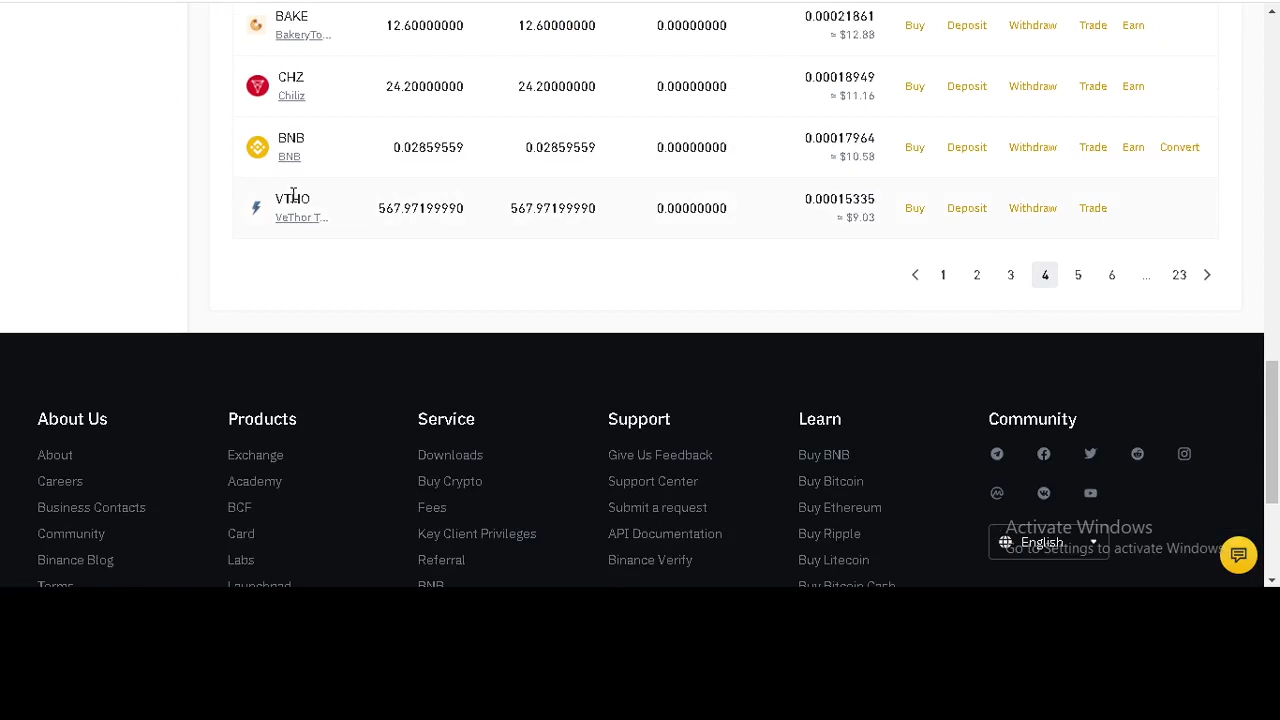 BAKE 12.60000000 12.60000000 0.00000000 0.00021861 Buy Deposit Withdraw Trade Earn
BakeryTo... ≈ $12.88
CHZ 24.20000000 24.20000000 0.00000000 0.00018949 Buy Deposit Withdraw Trade Earn
Chiliz ≈ $11.16
BNB 0.02859559 0.02859559 0.00000000 0.00017964 Buy Deposit Withdraw Trade Earn Convert
BNB ≈ $10.58
VTHO 567.97199990 567.97199990 0.00000000 0.00015335 Buy Deposit Withdraw Trade
VeThor T... ≈ $9.03
1 2 3 4 5 6 ... 23
About Us Products Service Support Learn Community
About Exchange Downloads Give Us Feedback Buy BNB
Careers Academy Buy Crypto Support Center Buy Bitcoin
Business Contacts BCF Fees Submit a request Buy Ethereum
Community Card Key Client Privileges API Documentation Buy Ripple
Binance Blog Labs Referral Binance Verify Buy Litecoin
Terms Launchpad BNB Buy Bitcoin Cash
English
Activate Windows
Go to Settings to activate Windows